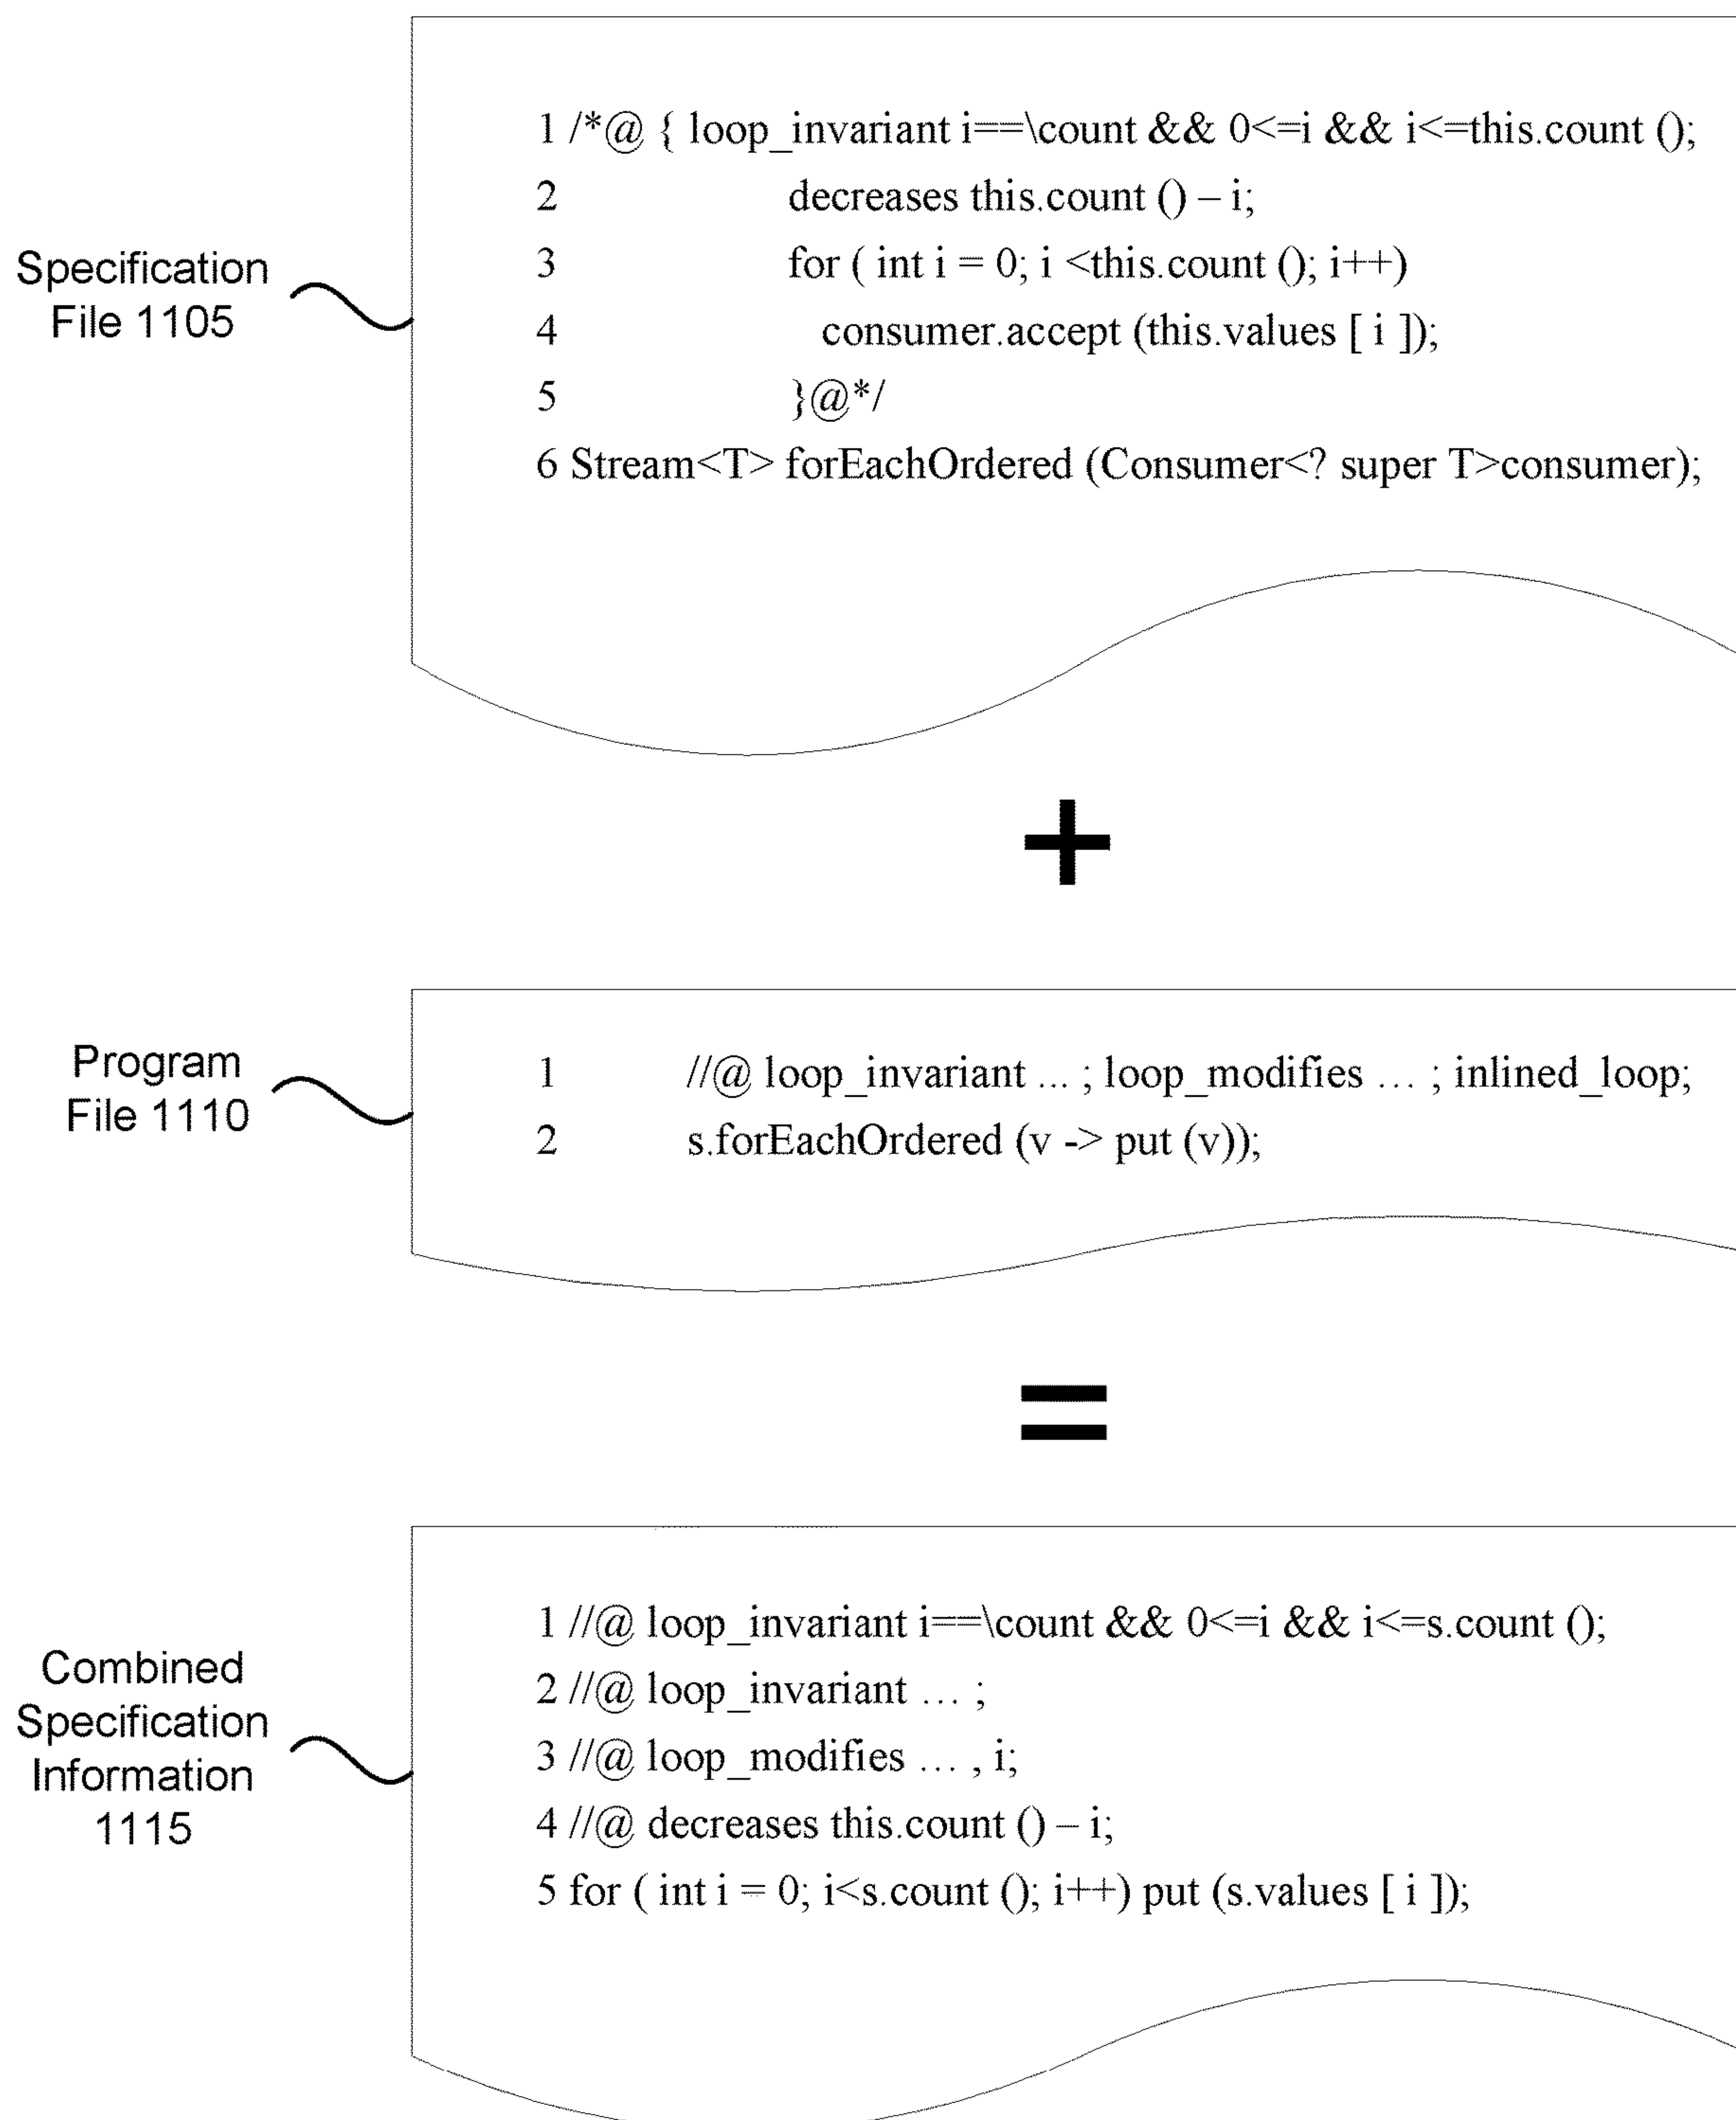 Specification
File 1105
1 /*@ { loop_invariant i==\count && 0<=i && i<=this.count ();
2 decreases this.count () – i;
3 for ( int i = 0; i <this.count (); i++)
4 consumer.accept (this.values [ i ]);
5 }@*/
6 Stream<T> forEachOrdered (Consumer<? super T>consumer);
+
Program
File 1110
1 //@ loop_invariant ... ; loop_modifies ... ; inlined_loop;
2 s.forEachOrdered (v -> put (v));
=
Combined
Specification
Information
1115
1 //@ loop_invariant i==\count && 0<=i && i<=s.count ();
2 //@ loop_invariant ... ;
3 //@ loop_modifies ... , i;
4 //@ decreases this.count () – i;
5 for ( int i = 0; i<s.count (); i++) put (s.values [ i ]);